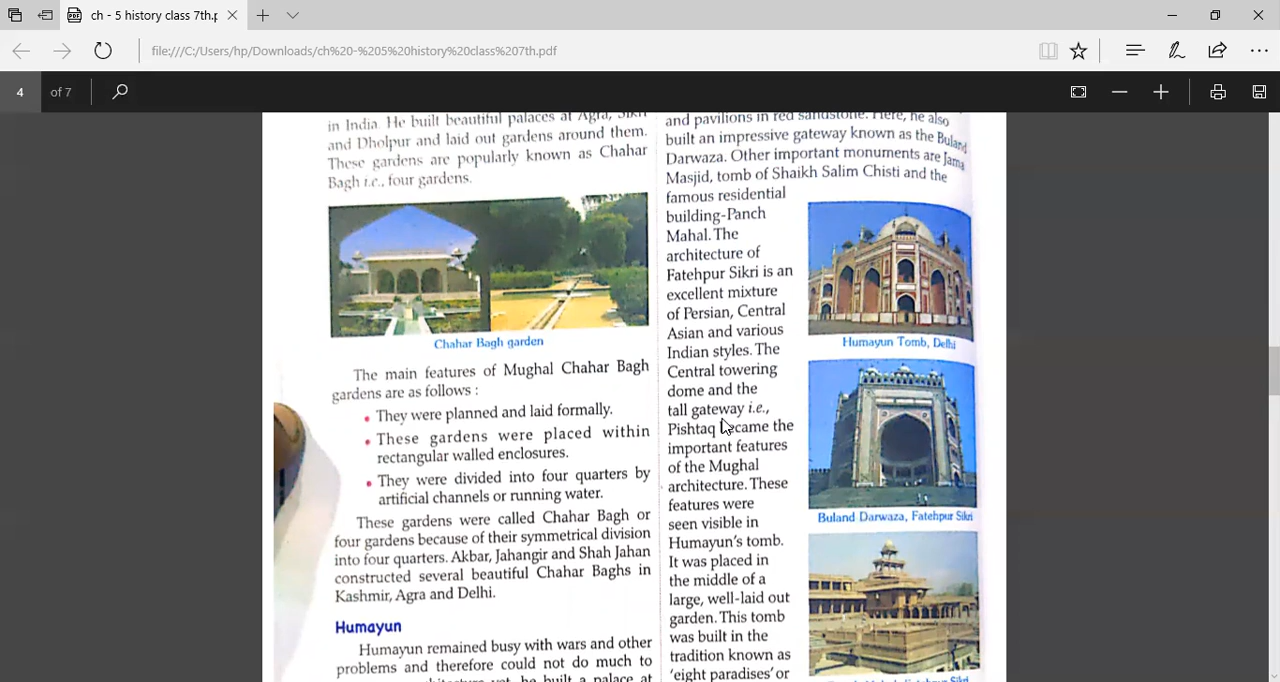 ch - 5 history class 7th.p
file:///C:/Users/hp/Downloads/ch%20-%205%20history%20class%207th.pdf
4 of 7
in India. He built beautiful palaces at Agra, Sikri
and Dholpur and laid out gardens around them.
These gardens are popularly known as Chahar
Bagh i.e., four gardens.
Chahar Bagh garden
The main features of Mughal Chahar Bagh
gardens are as follows :
• They were planned and laid formally.
• These gardens were placed within
rectangular walled enclosures.
• They were divided into four quarters by
artificial channels or running water.
These gardens were called Chahar Bagh or
four gardens because of their symmetrical division
into four quarters. Akbar, Jahangir and Shah Jahan
constructed several beautiful Chahar Baghs in
Kashmir, Agra and Delhi.
Humayun
Humayun remained busy with wars and other
problems and therefore could not do much to
yet, he built a palace at
and pavilions in red sandstone. Here, he also
built an impressive gateway known as the Buland
Darwaza. Other important monuments are Jama
Masjid, tomb of Shaikh Salim Chisti and the
famous residential
building-Panch
Mahal. The
architecture of
Fatehpur Sikri is an
excellent mixture
of Persian, Central
Asian and various
Indian styles. The
Central towering
dome and the
tall gateway i.e.,
Pishtaq became the
important features
of the Mughal
architecture. These
features were
seen visible in
Humayun's tomb.
It was placed in
the middle of a
large, well-laid out
garden. This tomb
was built in the
tradition known as
'eight paradises' or
Humayun Tomb, Delhi
Buland Darwaza, Fatehpur Sikri
Fatehpur Sikri